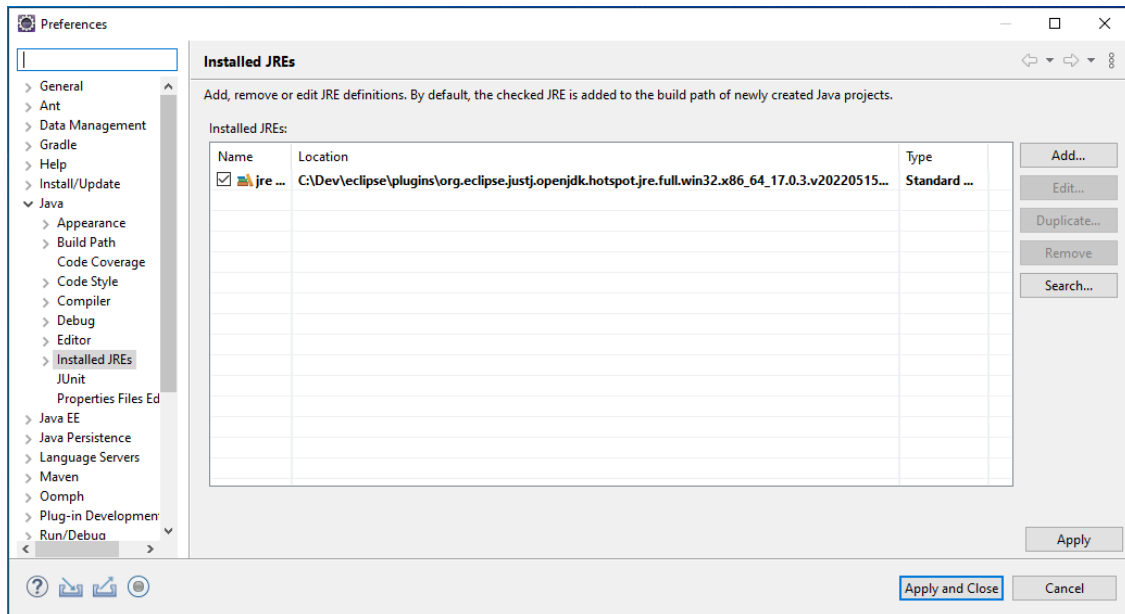 Preferences
Installed JREs
Add, remove or edit JRE definitions. By default, the checked JRE is added to the build path of newly created Java projects.
Installed JREs:
Name Location Type
jre ... C:\Dev\eclipse\plugins\org.eclipse.justj.openjdk.hotspot.jre.full.win32.x86_64_17.0.3.v20220515... Standard ...
Add...
Edit...
Duplicate...
Remove
Search...
General
Ant
Data Management
Gradle
Help
Install/Update
Java
Appearance
Build Path
Code Coverage
Code Style
Compiler
Debug
Editor
Installed JREs
JUnit
Properties Files Ed
Java EE
Java Persistence
Language Servers
Maven
Oomph
Plug-in Development
Run/Debug
Apply
Apply and Close
Cancel